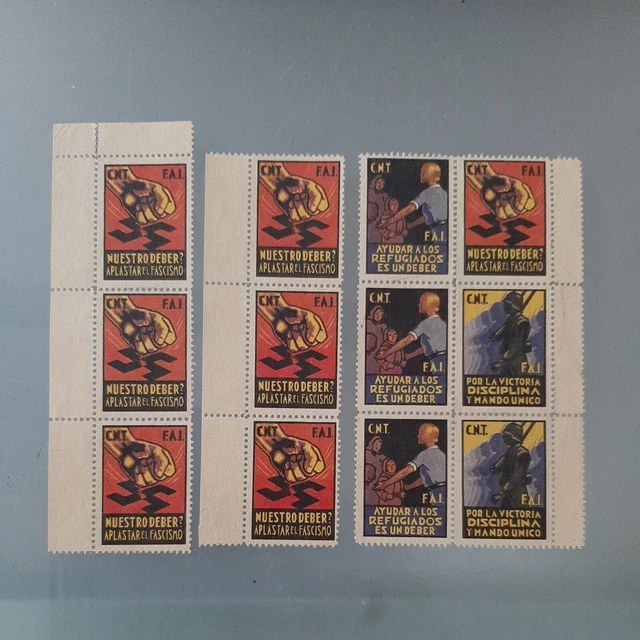 C.N.T. F.A.I.
NUESTRO DEBER?
APLASTAR EL FASCISMO
C.N.T. F.A.I.
NUESTRO DEBER?
APLASTAR EL FASCISMO
C.N.T. F.A.I.
NUESTRO DEBER?
APLASTAR EL FASCISMO
C.N.T. F.A.I.
NUESTRO DEBER?
APLASTAR EL FASCISMO
C.N.T. F.A.I.
NUESTRO DEBER?
APLASTAR EL FASCISMO
C.N.T. F.A.I.
NUESTRO DEBER?
APLASTAR EL FASCISMO
C.N.T.
F.A.I.
AYUDAR A LOS
REFUGIADOS
ES UN DEBER
C.N.T. F.A.I.
NUESTRO DEBER?
APLASTAR EL FASCISMO
C.N.T.
F.A.I.
AYUDAR A LOS
REFUGIADOS
ES UN DEBER
C.N.T.
F.A.I.
POR LA VICTORIA
DISCIPLINA
Y MANDO UNICO
C.N.T.
F.A.I.
AYUDAR A LOS
REFUGIADOS
ES UN DEBER
C.N.T.
F.A.I.
POR LA VICTORIA
DISCIPLINA
Y MANDO UNICO